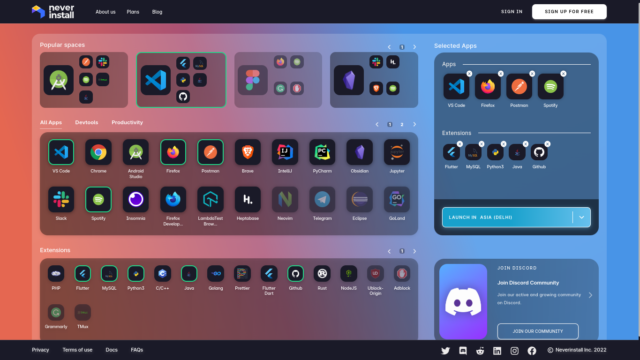 never
install
About us
Plans
Blog
SIGN IN
SIGN UP FOR FREE
Popular spaces
1
Selected Apps
Apps
VS Code
Firefox
Postman
Spotify
All Apps
Devtools
Productivity
1
2
VS Code
Chrome
Android
Studio
Firefox
Postman
Brave
IntelliJ
PyCharm
Obsidian
Jupyter
Slack
Spotify
Insomnia
Firefox
Develop...
LambdaTest
Brow...
Heptabase
Neovim
Telegram
Eclipse
GoLand
Extensions
Flutter
MySQL
Python3
Java
Github
LAUNCH IN ASIA (DELHI)
Extensions
1
PHP
Flutter
MySQL
Python3
C/C++
Java
Golang
Prettier
Flutter
Dart
Github
Rust
NodeJS
Ublock-
Origin
Adblock
Grammarly
TMax
JOIN DISCORD
Join Discord Community
Join our active and growing community
on Discord.
JOIN OUR COMMUNITY
Privacy
Terms of use
Docs
FAQs
© Neverinstall Inc. 2022